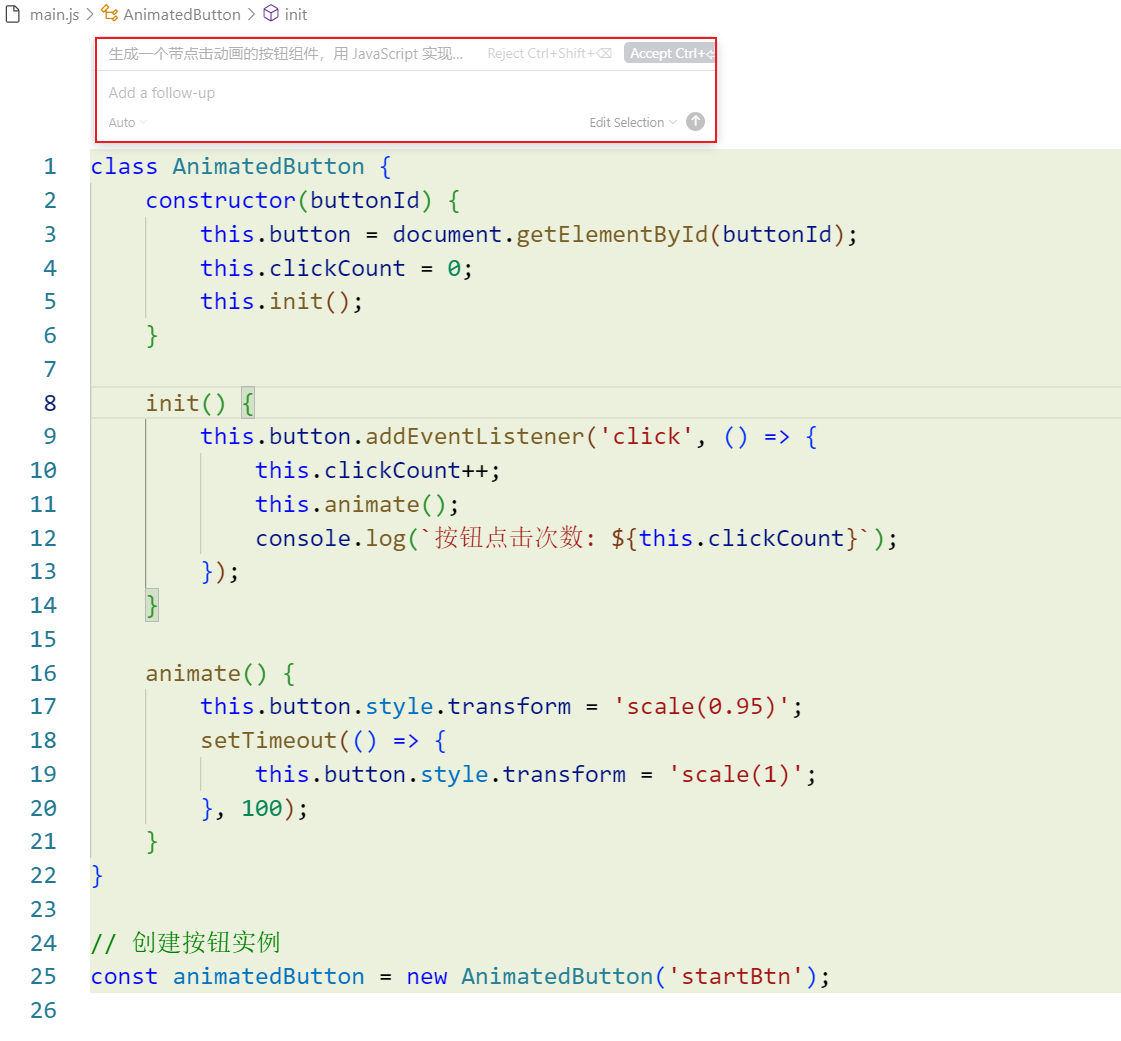 main.js > AnimatedButton > init
生成一个带点击动画的按钮组件，用 JavaScript 实现... Reject Ctrl+Shift+⌫ Accept Ctrl+
Add a follow-up
Auto Edit Selection
1 class AnimatedButton {
2 constructor(buttonId) {
3 this.button = document.getElementById(buttonId);
4 this.clickCount = 0;
5 this.init();
6 }
7
8 init() {
9 this.button.addEventListener('click', () => {
10 this.clickCount++;
11 this.animate();
12 console.log(`按钮点击次数: ${this.clickCount}`);
13 });
14 }
15
16 animate() {
17 this.button.style.transform = 'scale(0.95)';
18 setTimeout(() => {
19 this.button.style.transform = 'scale(1)';
20 }, 100);
21 }
22 }
23
24 // 创建按钮实例
25 const animatedButton = new AnimatedButton('startBtn');
26